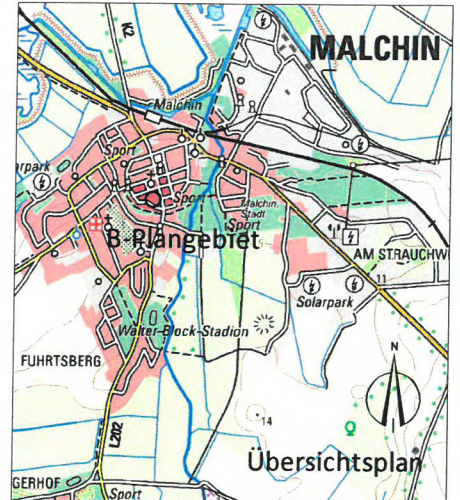 MALCHIN
K2
Malchin
Sport
arpark
Sport
Malchin,
Stadt
Sport
B-Plangebiet
AM STRAUCHW
11
Solarpark
Walter-Block-Stadion
FUHRTSBERG
N
14
L202
Übersichtsplan
GERHOF
Sport